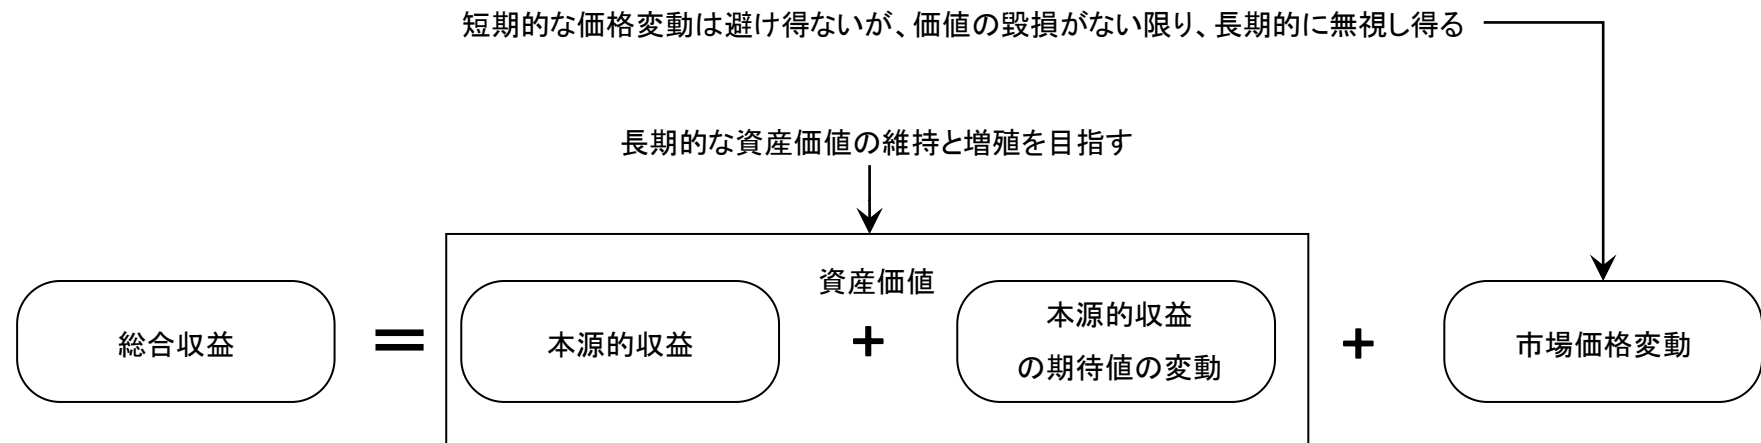 短期的な価格変動は避け得ないが、価値の毀損がない限り、長期的に無視し得る
長期的な資産価値の維持と増殖を目指す
資産価値
総合収益
＝
本源的収益
+
本源的収益
の期待値の変動
+
市場価格変動